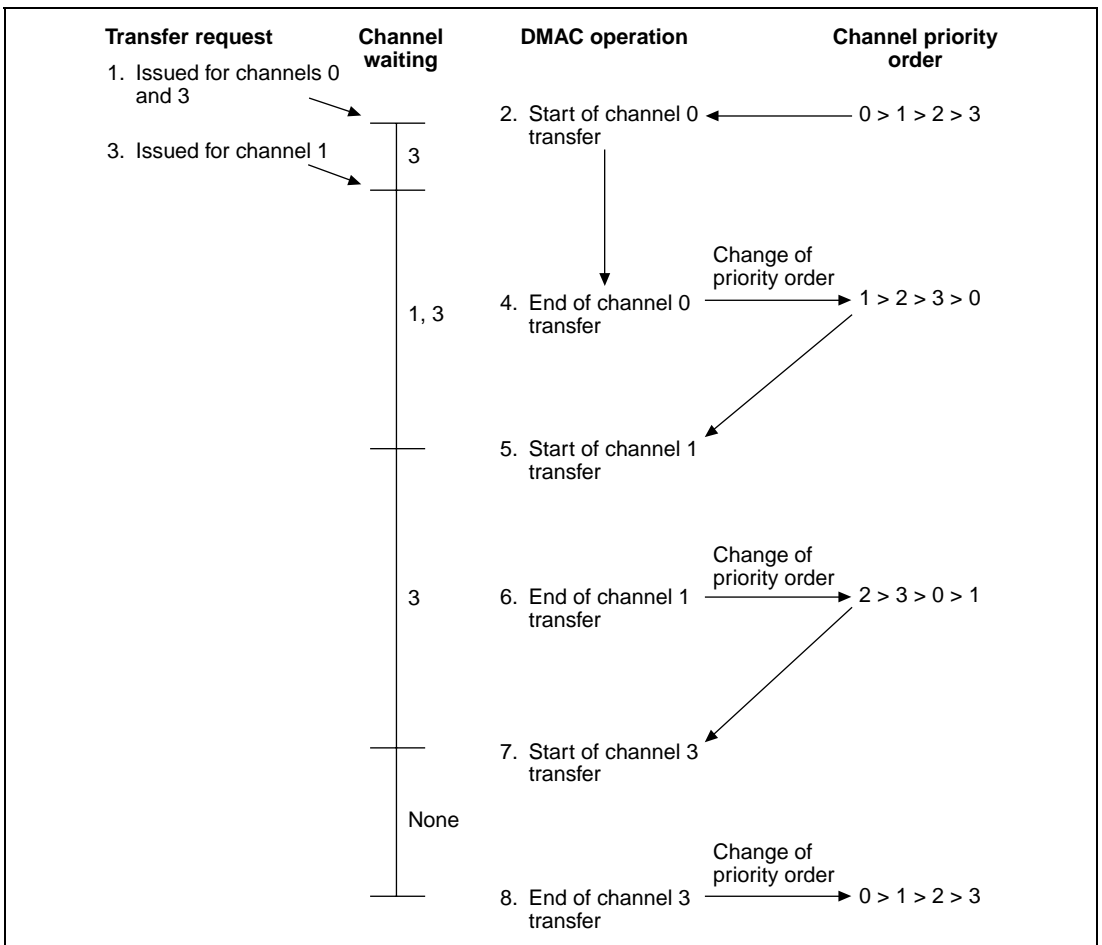 Transfer request
Channel
waiting
DMAC operation
Channel priority
order
1. Issued for channels 0
and 3
2. Start of channel 0
transfer
0 > 1 > 2 > 3
3. Issued for channel 1
3
Change of
priority order
1, 3
4. End of channel 0
transfer
1 > 2 > 3 > 0
5. Start of channel 1
transfer
Change of
priority order
3
6. End of channel 1
transfer
2 > 3 > 0 > 1
7. Start of channel 3
transfer
None
Change of
priority order
8. End of channel 3
transfer
0 > 1 > 2 > 3